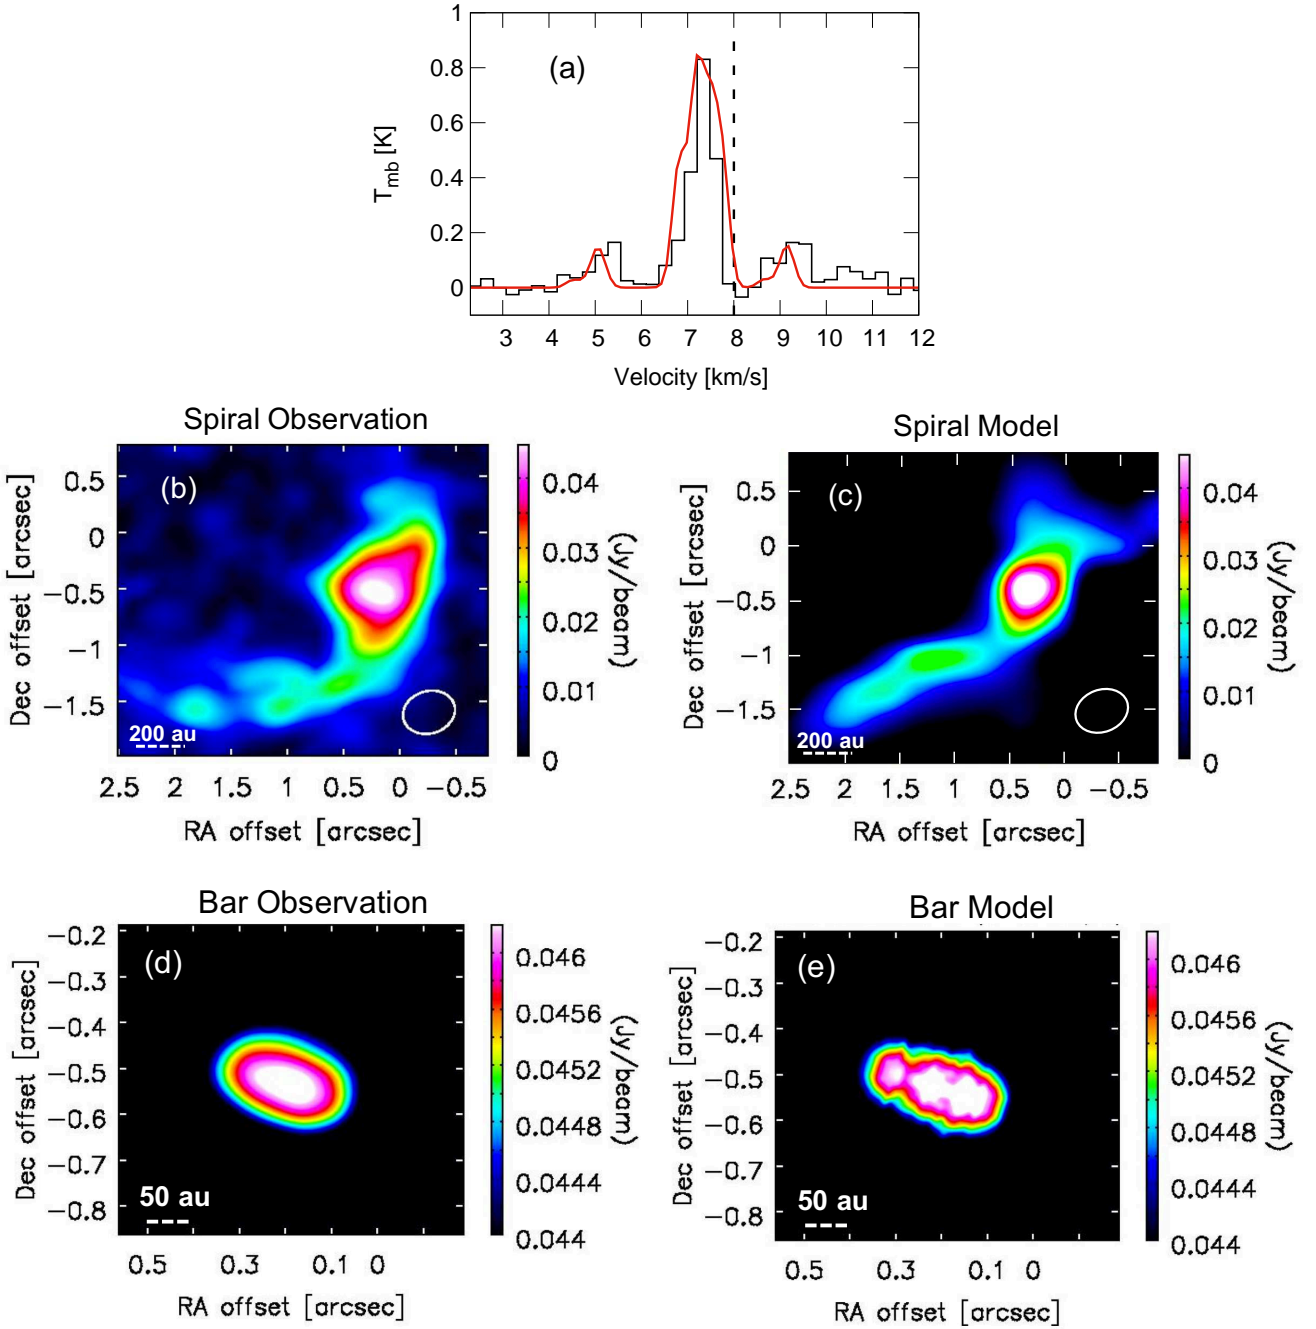 (a)
1
0.8
0.6
0.4
0.2
0
T_mb [K]
3 4 5 6 7 8 9 10 11 12
Velocity [km/s]
Spiral Observation
(b)
0.5
0
−0.5
−1
−1.5
Dec offset [arcsec]
200 au
2.5 2 1.5 1 0.5 0 −0.5
RA offset [arcsec]
0.04
0.03
0.02
0.01
0
(Jy/beam)
Spiral Model
(c)
0.5
0
−0.5
−1
−1.5
Dec offset [arcsec]
200 au
2.5 2 1.5 1 0.5 0 −0.5
RA offset [arcsec]
0.04
0.03
0.02
0.01
0
(Jy/beam)
Bar Observation
(d)
−0.2
−0.3
−0.4
−0.5
−0.6
−0.7
−0.8
Dec offset [arcsec]
50 au
0.5 0.3 0.1 0
RA offset [arcsec]
0.046
0.0456
0.0452
0.0448
0.0444
0.044
(Jy/beam)
Bar Model
(e)
−0.2
−0.3
−0.4
−0.5
−0.6
−0.7
−0.8
Dec offset [arcsec]
50 au
0.5 0.3 0.1 0
RA offset [arcsec]
0.046
0.0456
0.0452
0.0448
0.0444
0.044
(Jy/beam)